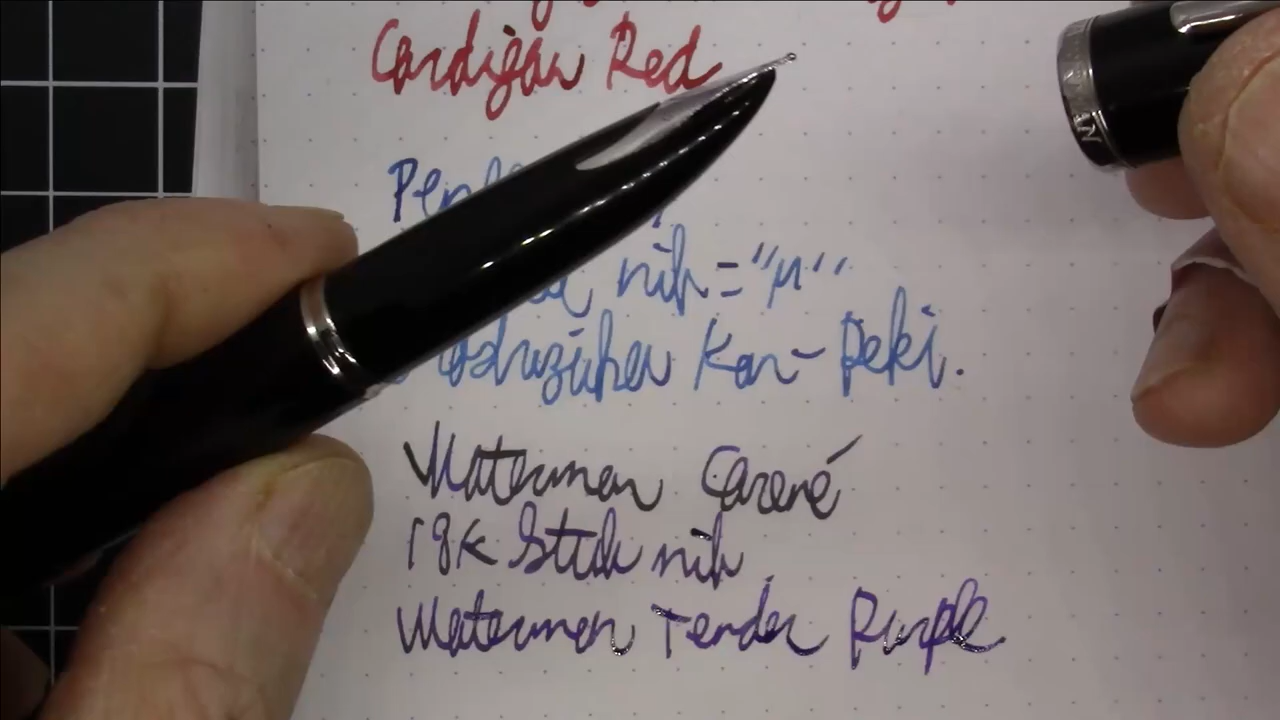 Cardigan Red
nib = "M"
Kon-Peki.
Waterman Carené
18K Stub nib
Waterman Tender Purple